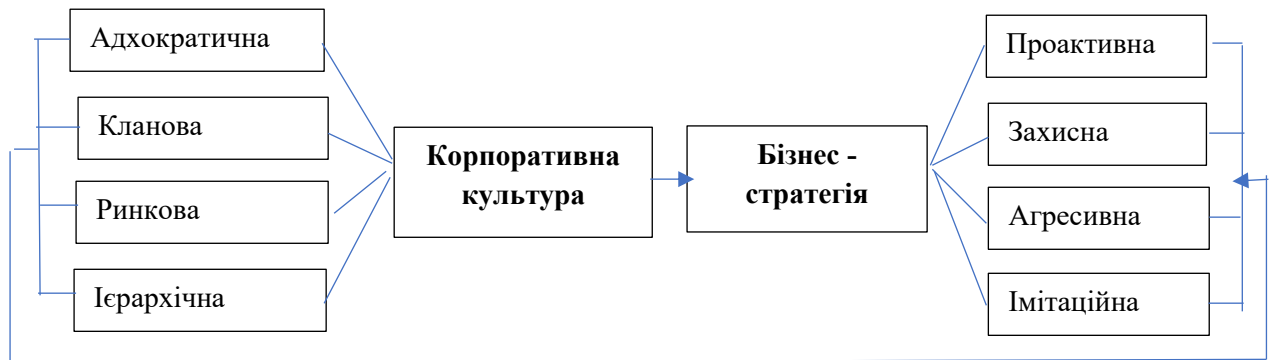 Адхократична
Кланова
Ринкова
Ієрархічна
Корпоративна
культура
Бізнес -
стратегія
Проактивна
Захисна
Агресивна
Імітаційна